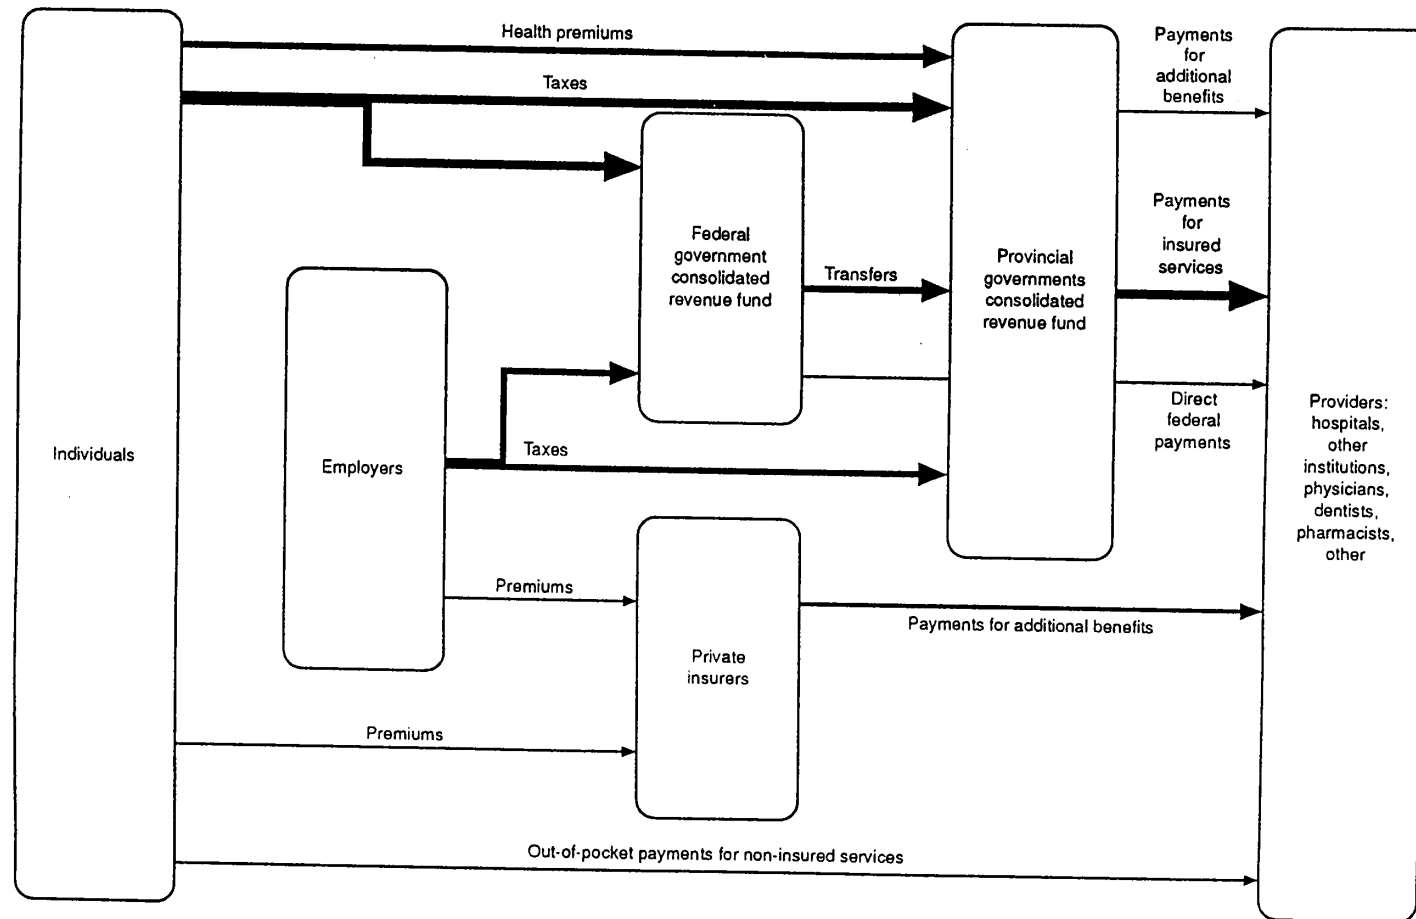 Health premiums
Taxes
Payments
for
additional
benefits
Federal
government
consolidated
revenue fund
Transfers
Provincial
governments
consolidated
revenue fund
Payments
for
insured
services
Individuals
Employers
Taxes
Direct
federal
payments
Providers:
hospitals,
other
institutions,
physicians,
dentists,
pharmacists,
other
Premiums
Private
insurers
Payments for additional benefits
Premiums
Out-of-pocket payments for non-insured services